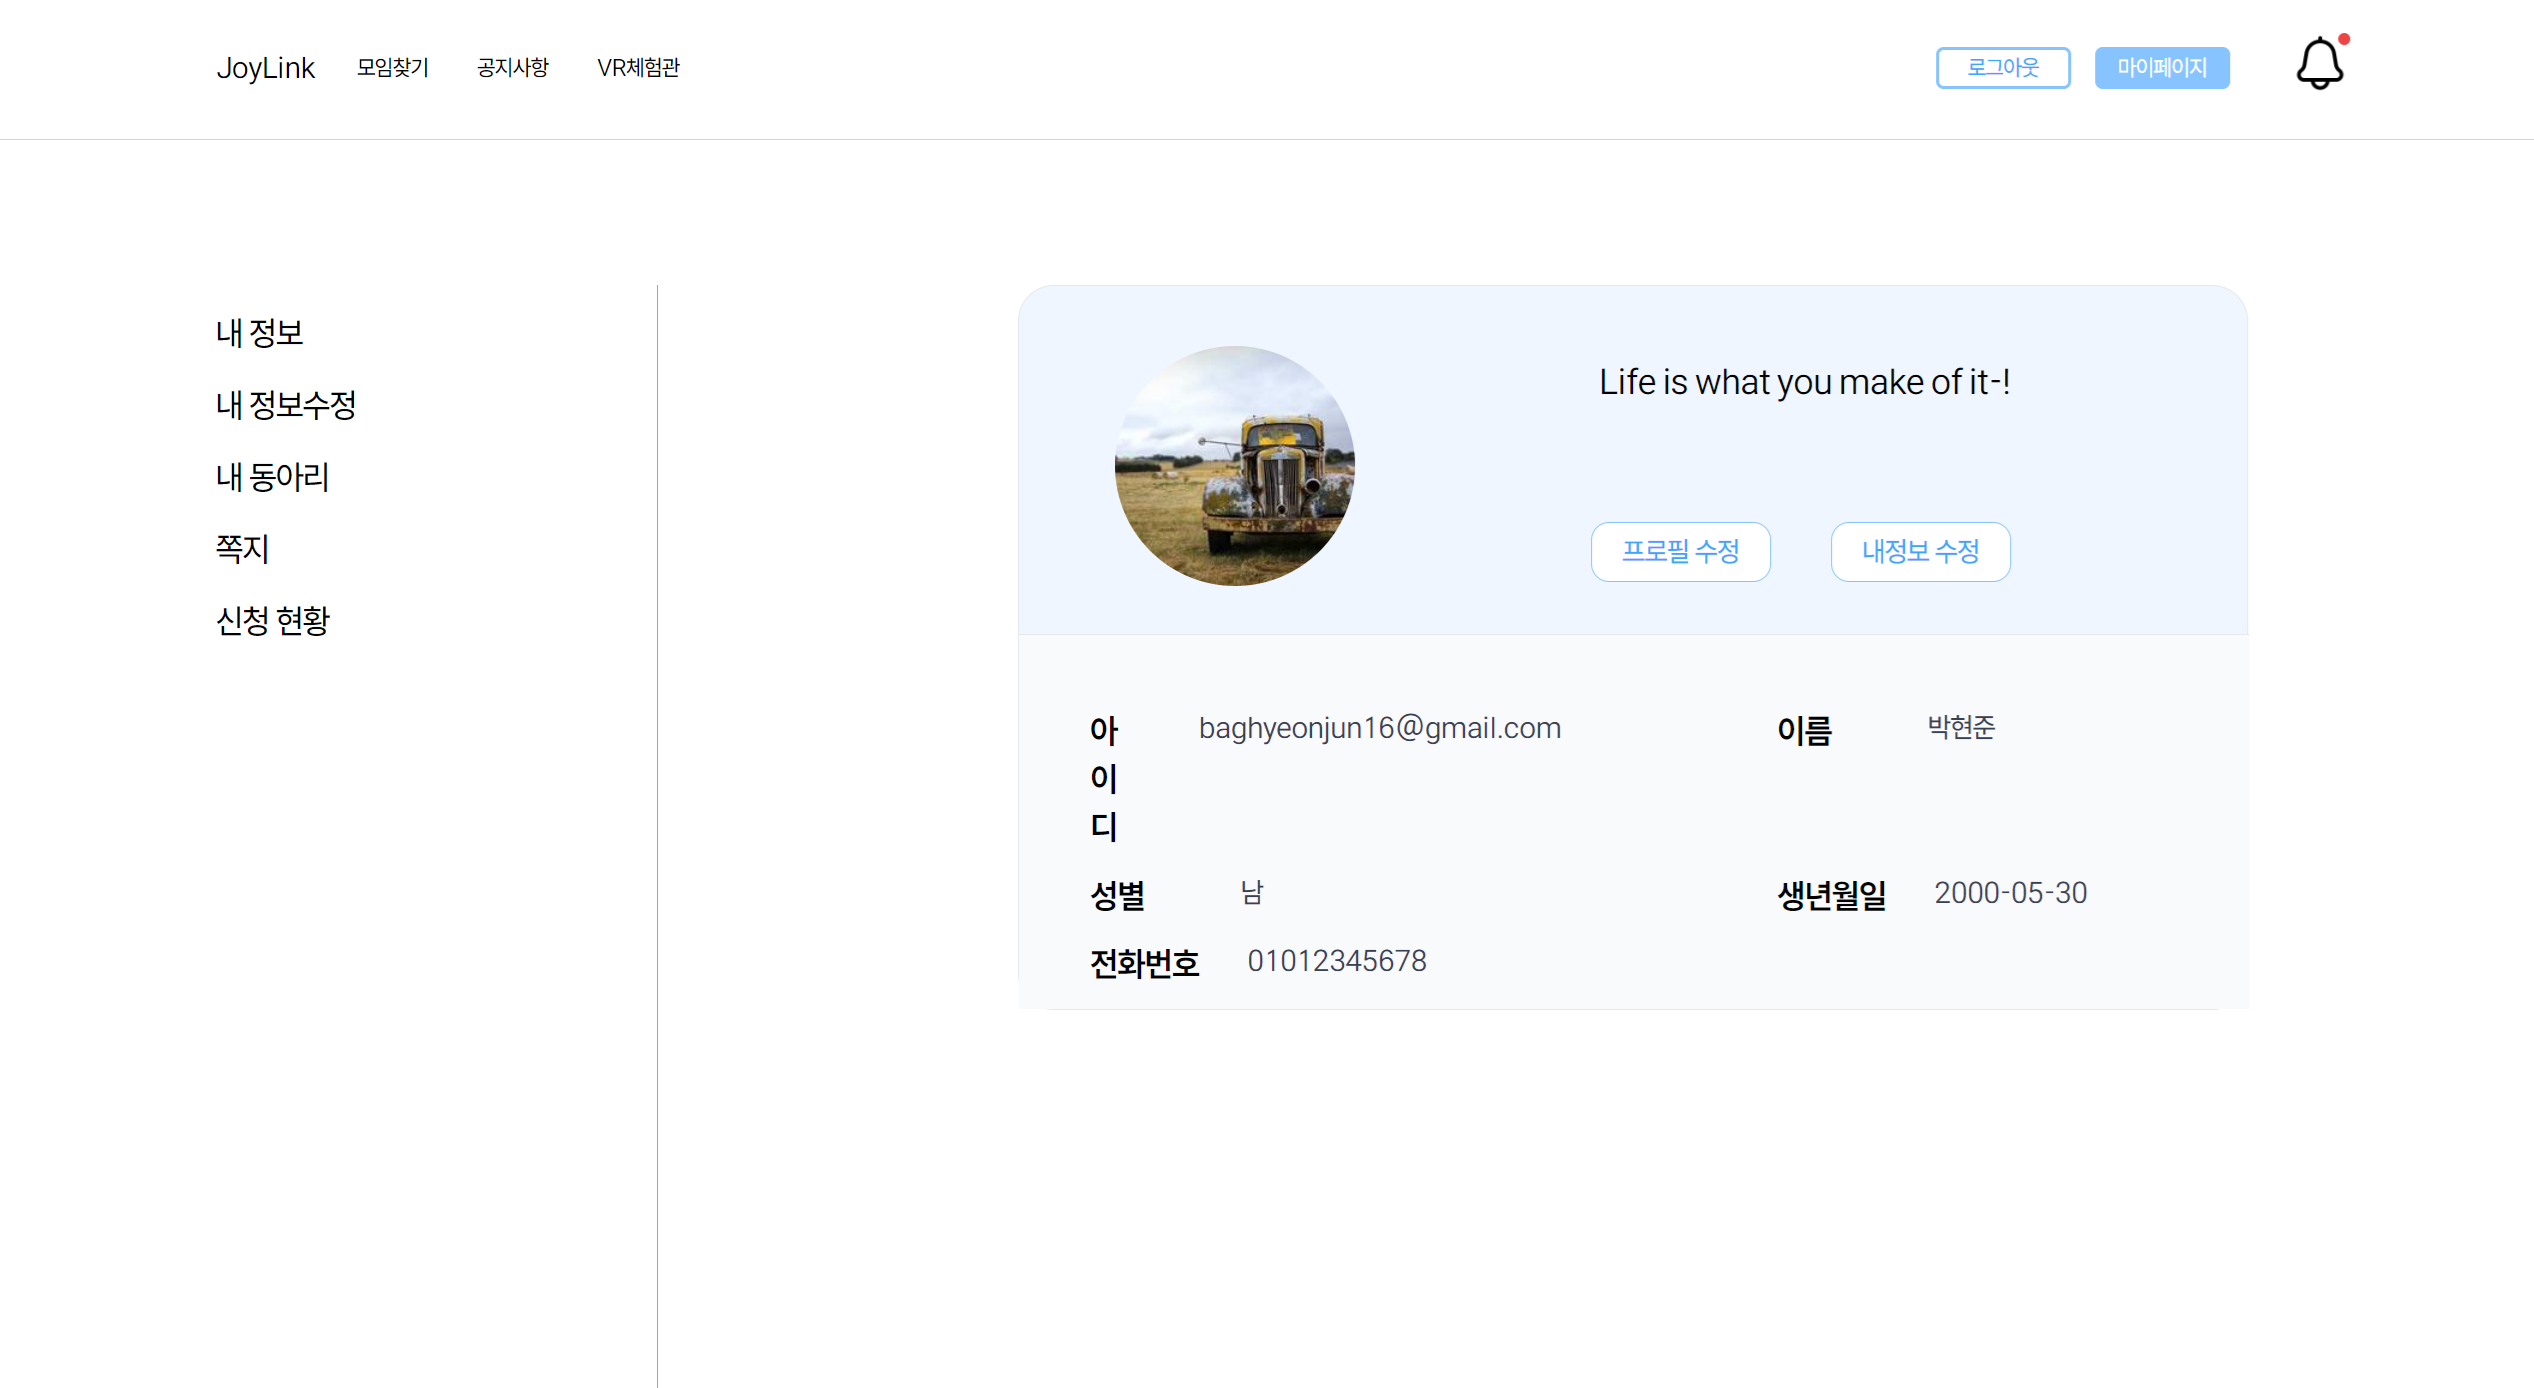 JoyLink 모임찾기 공지사항 VR체험관 로그아웃 마이페이지
내 정보
내 정보수정
내 동아리
쪽지
신청 현황
Life is what you make of it-!
프로필 수정 내정보 수정
아 baghyeonjun16@gmail.com 이름 박현준
이
디
성별 남 생년월일 2000-05-30
전화번호 01012345678